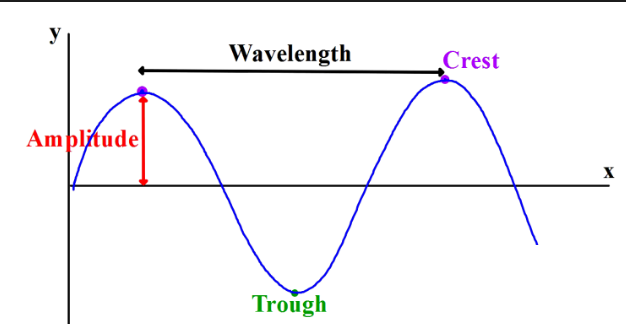 y
Wavelength
Crest
Amplitude
x
Trough